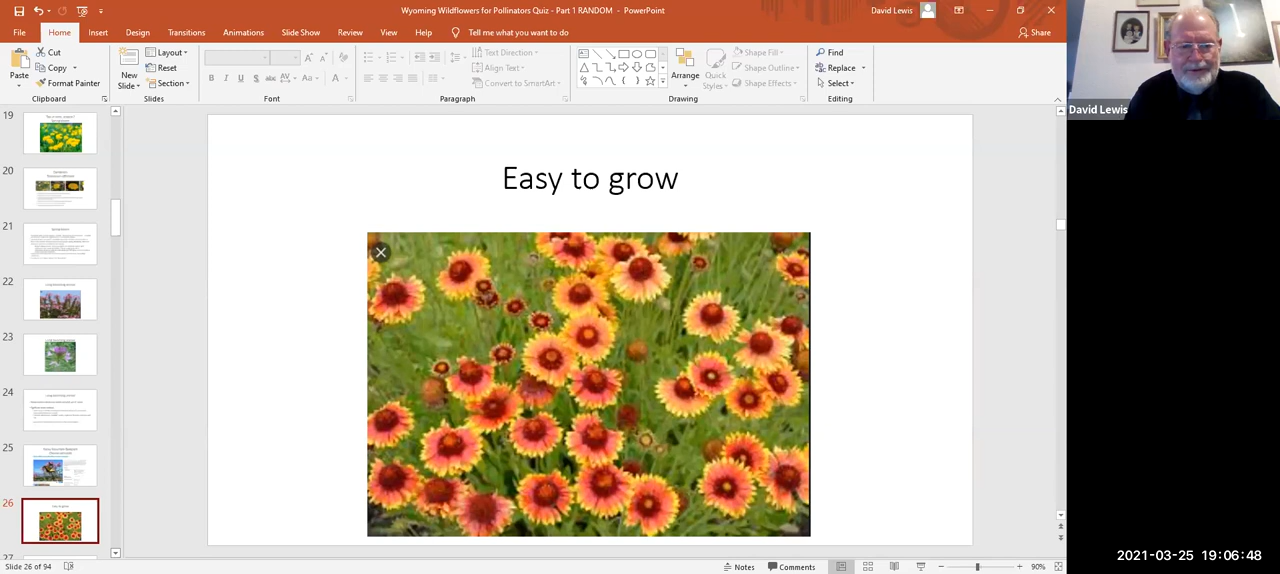 Wyoming Wildflowers for Pollinators Quiz - Part 1 RANDOM - PowerPoint
David Lewis
File Home Insert Draw Design Transitions Animations Slide Show Review View Help Tell me what you want to do
Share
Paste
Cut
Copy
Format Painter
Clipboard
New Slide
Layout
Reset
Section
Slides
B I U S abc AV Aa A
Font
Text Direction
Align Text
Convert to SmartArt
Paragraph
Arrange
Quick Styles
Shape Fill
Shape Outline
Shape Effects
Drawing
Find
Replace
Select
Editing
David Lewis
19
20
21
22
23
24
25
26
27
Easy to grow
Slide 26 of 94
Notes
Comments
90%
2021-03-25 19:06:48